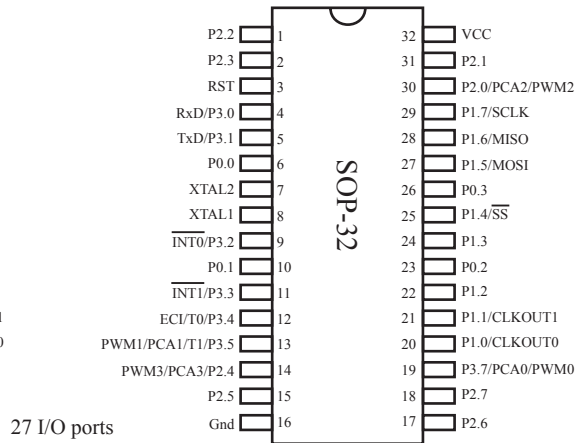 P2.2 1 32 VCC
P2.3 2 31 P2.1
RST 3 30 P2.0/PCA2/PWM2
RxD/P3.0 4 29 P1.7/SCLK
TxD/P3.1 5 28 P1.6/MISO
P0.0 6 27 P1.5/MOSI
XTAL2 7 26 P0.3
XTAL1 8 25 P1.4/SS
INT0/P3.2 9 24 P1.3
P0.1 10 23 P0.2
INT1/P3.3 11 22 P1.2
ECI/T0/P3.4 12 21 P1.1/CLKOUT1
PWM1/PCA1/T1/P3.5 13 20 P1.0/CLKOUT0
PWM3/PCA3/P2.4 14 19 P3.7/PCA0/PWM0
P2.5 15 18 P2.7
Gnd 16 17 P2.6
SOP-32
27 I/O ports